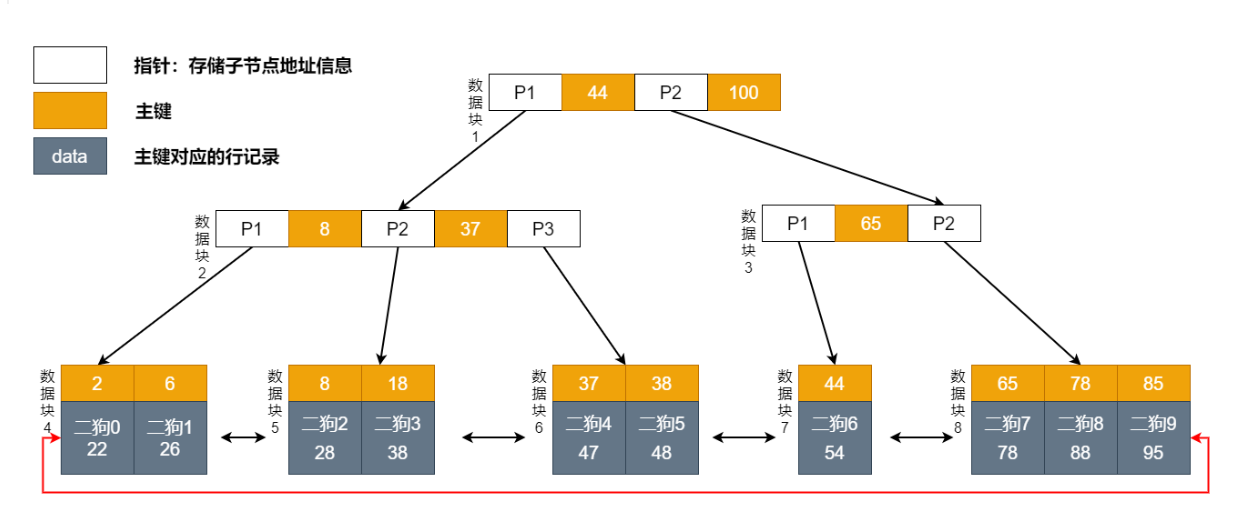 指针：存储子节点地址信息
主键
data 主键对应的行记录
数据块1
P1 44 P2 100
数据块2
P1 8 P2 37 P3
数据块3
P1 65 P2
数据块4
2 6
二狗0 二狗1
22 26
数据块5
8 18
二狗2 二狗3
28 38
数据块6
37 38
二狗4 二狗5
47 48
数据块7
44
二狗6
54
数据块8
65 78 85
二狗7 二狗8 二狗9
78 88 95